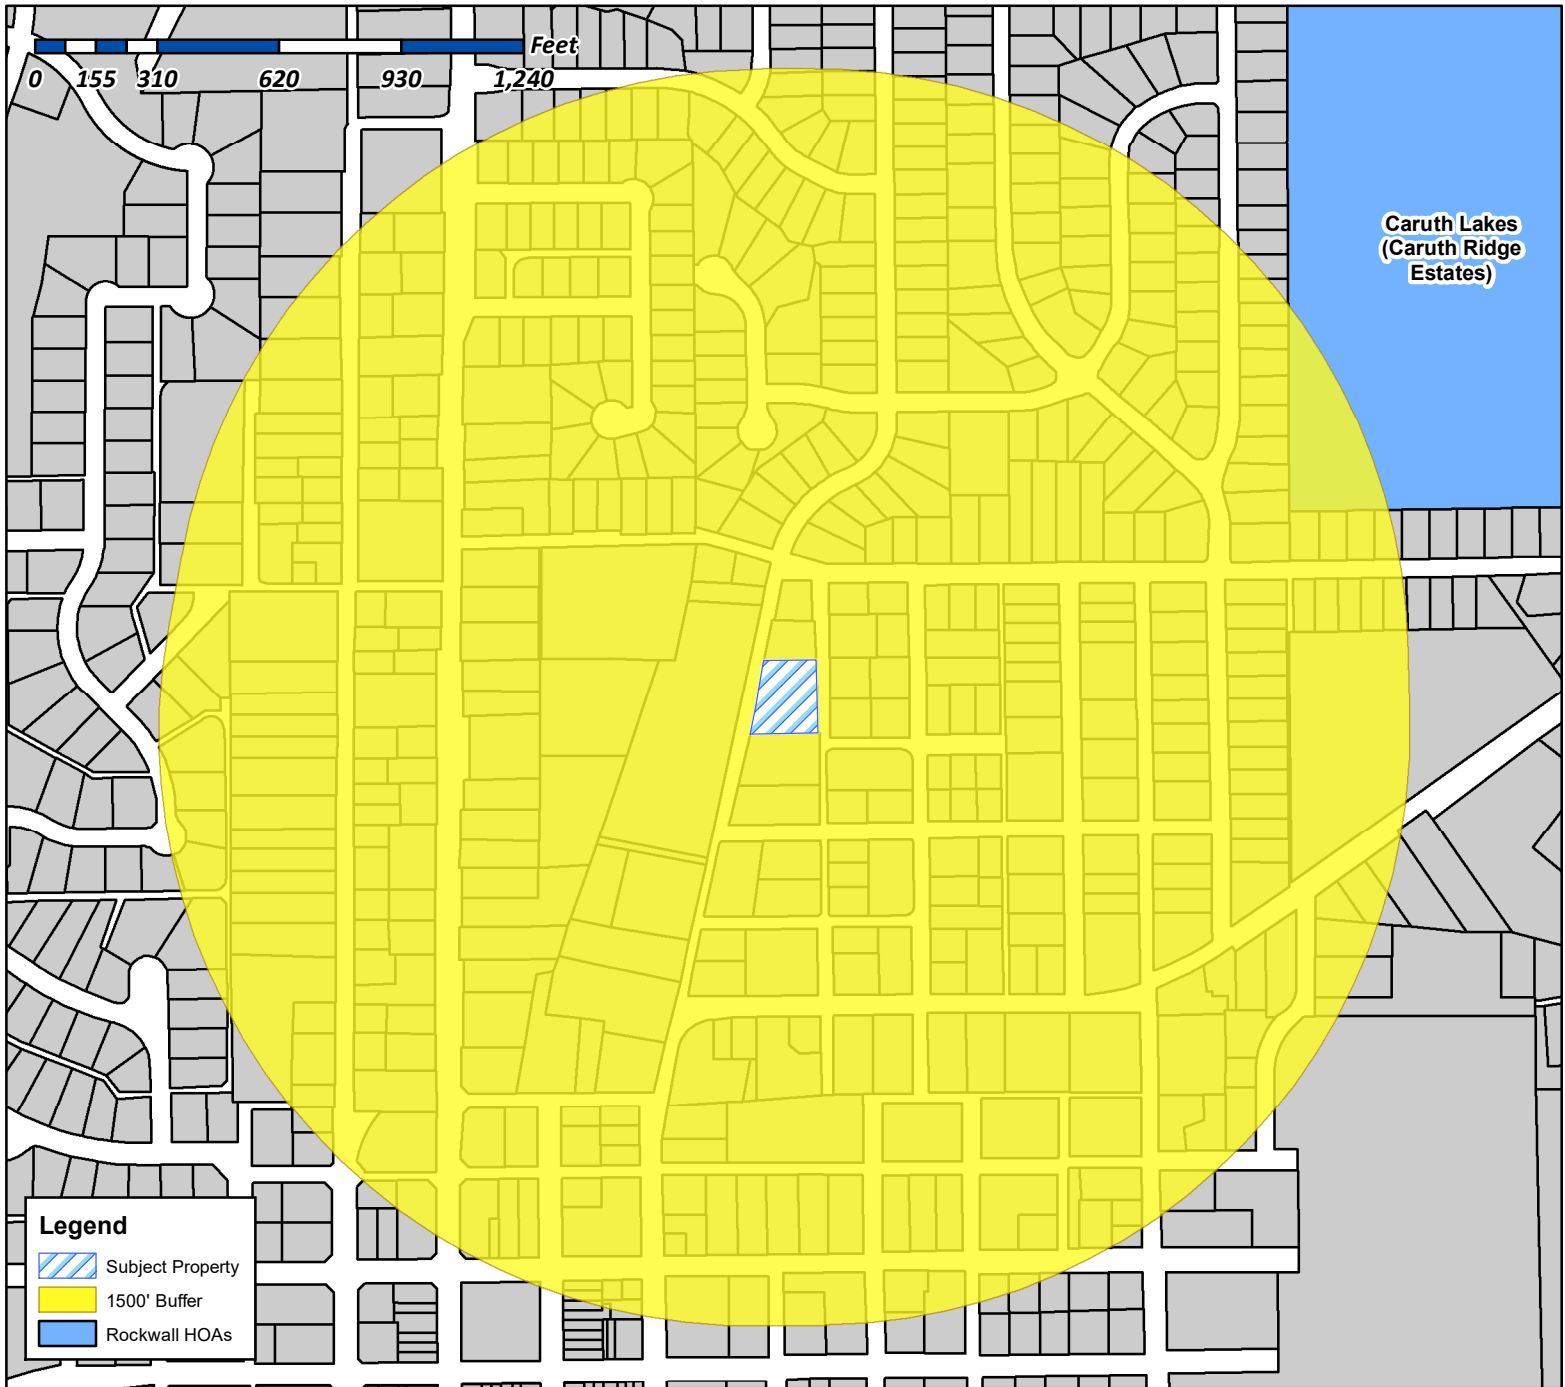 Feet
0 155 310 620 930 1,240
Caruth Lakes
(Caruth Ridge
Estates)
Legend
Subject Property
1500' Buffer
Rockwall HOAs